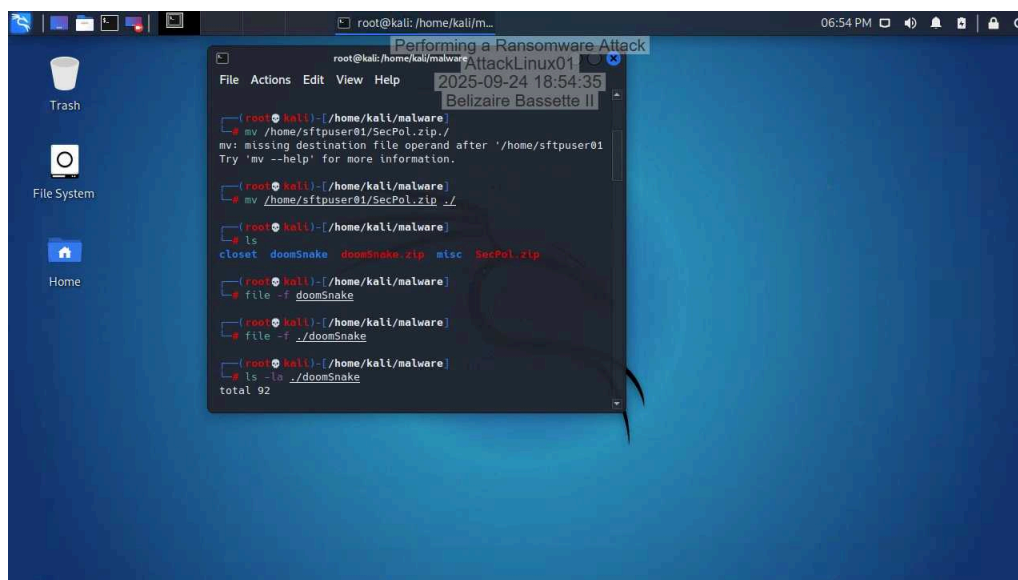 root@kali: /home/kali/m...
06:54 PM
Performing a Ransomware Attack
AttackLinux01
2025-09-24 18:54:35
Belizaire Bassette II
Trash
File System
Home
root@kali: /home/kali/malware
File Actions Edit View Help
(root💀kali)-[/home/kali/malware]
# mv /home/sftpuser01/SecPol.zip./
mv: missing destination file operand after '/home/sftpuser01
Try 'mv --help' for more information.
(root💀kali)-[/home/kali/malware]
# mv /home/sftpuser01/SecPol.zip ./
(root💀kali)-[/home/kali/malware]
# ls
closet doomSnake doomSnake.zip misc SecPol.zip
(root💀kali)-[/home/kali/malware]
# file -f doomSnake
(root💀kali)-[/home/kali/malware]
# file -f ./doomSnake
(root💀kali)-[/home/kali/malware]
# ls -la ./doomSnake
total 92